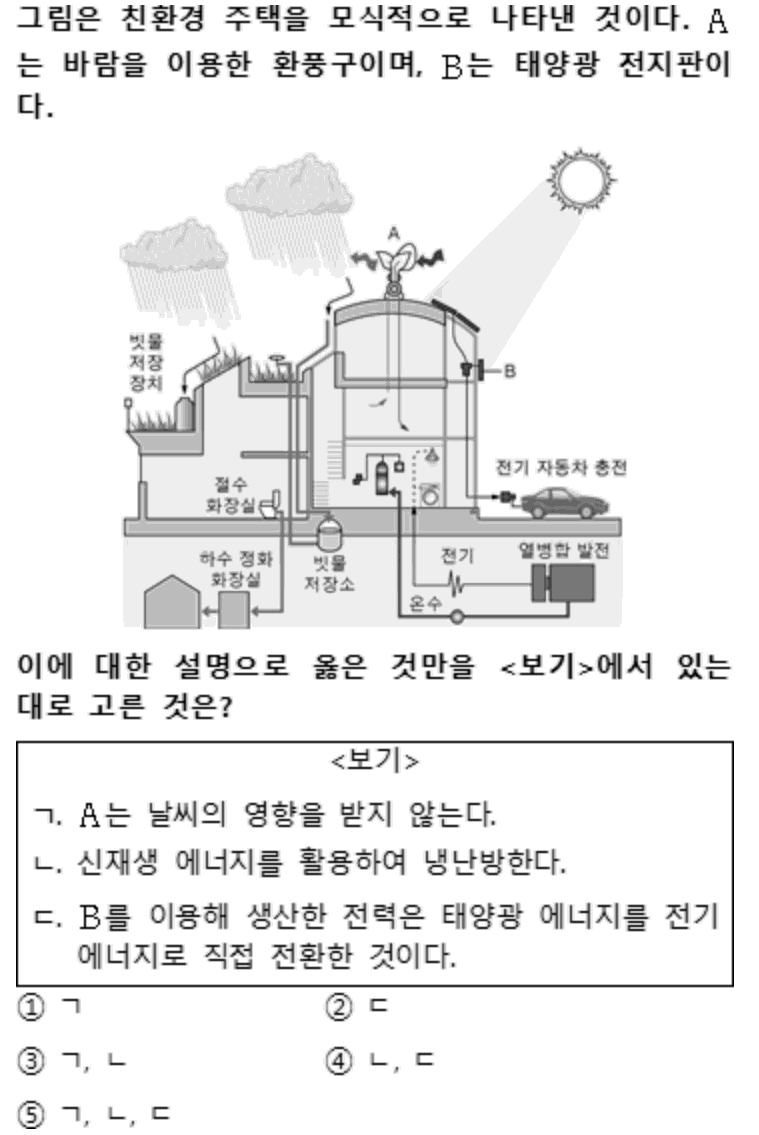 그림은 친환경 주택을 모식적으로 나타낸 것이다. A
는 바람을 이용한 환풍구이며, B는 태양광 전지판이
다.
A
빗물
저장
장치
B
전기 자동차 충전
절수
화장실
하수 정화
화장실
빗물
저장소
전기
열병합 발전
온수
이에 대한 설명으로 옳은 것만을 <보기>에서 있는
대로 고른 것은?
<보기>
ㄱ. A는 날씨의 영향을 받지 않는다.
ㄴ. 신재생 에너지를 활용하여 냉난방한다.
ㄷ. B를 이용해 생산한 전력은 태양광 에너지를 전기
에너지로 직접 전환한 것이다.
① ㄱ ② ㄷ
③ ㄱ, ㄴ ④ ㄴ, ㄷ
⑤ ㄱ, ㄴ, ㄷ